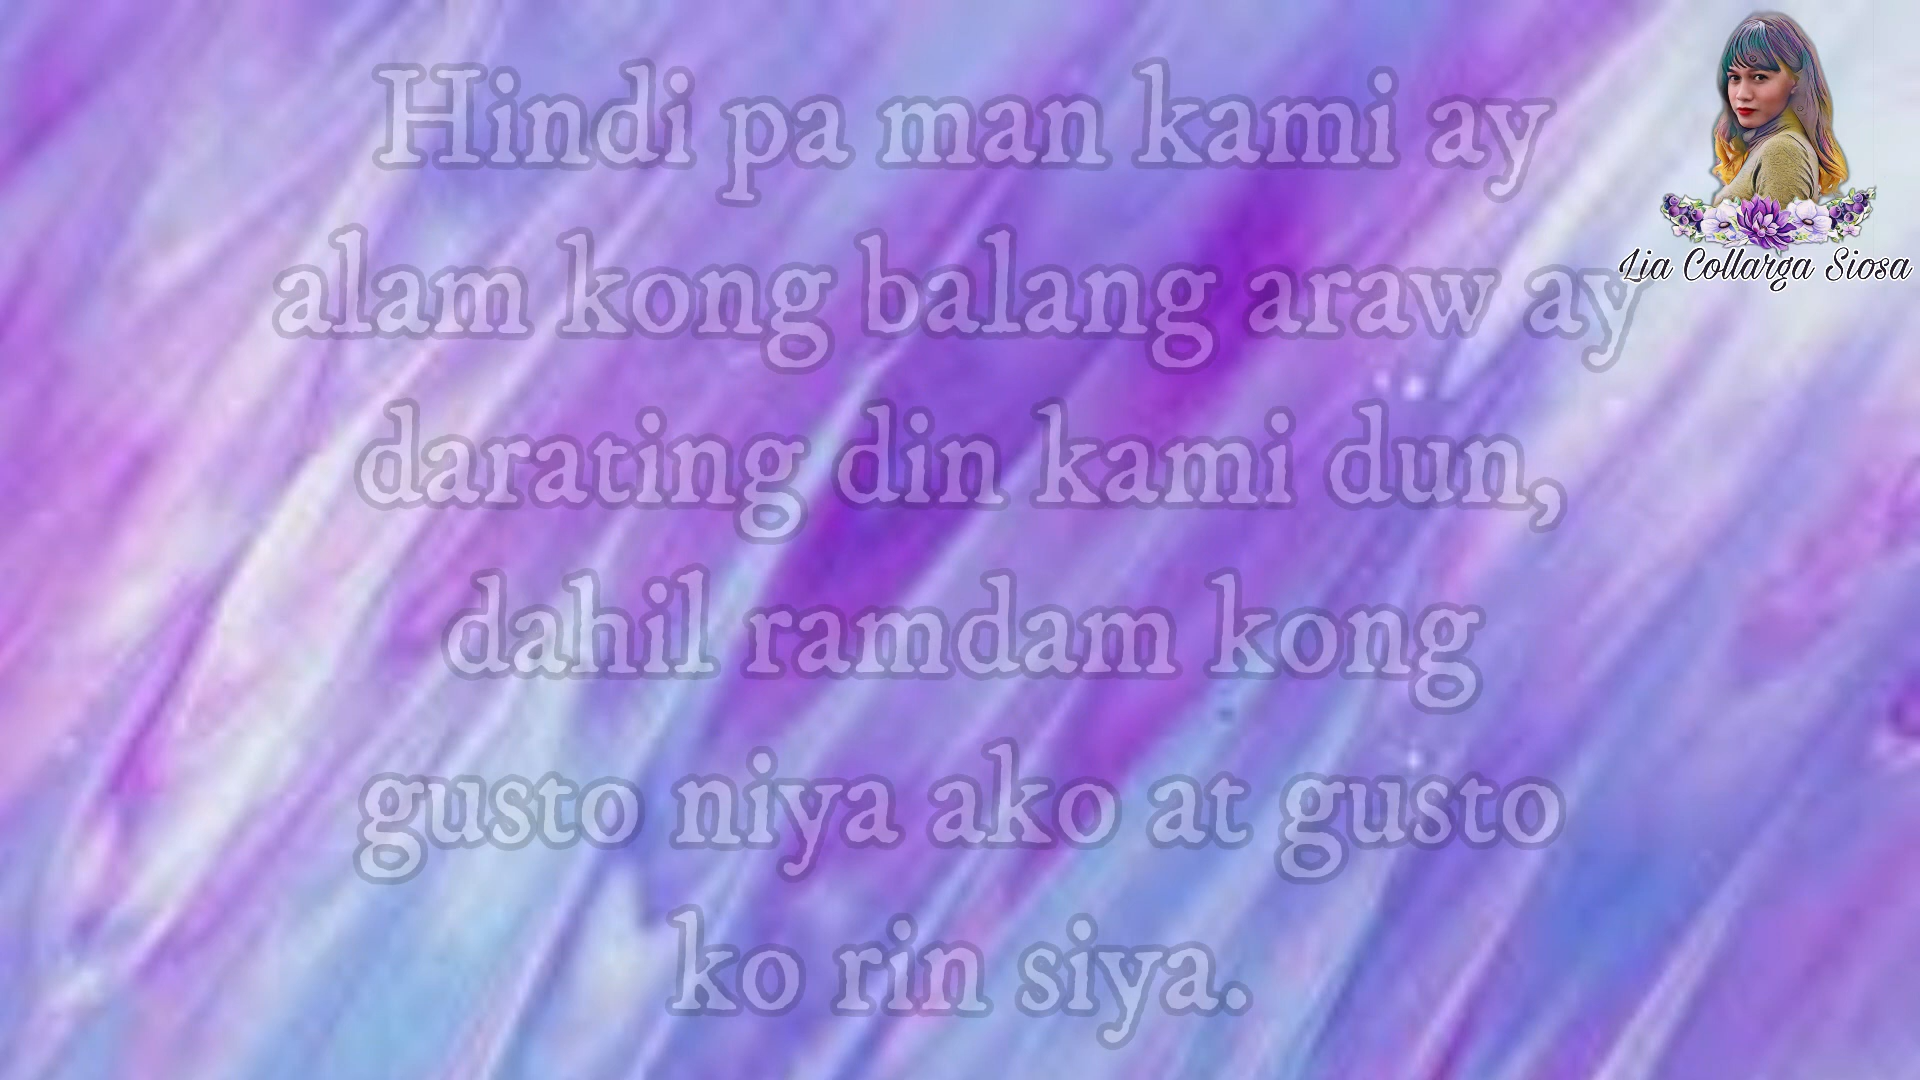 Hindi pa man kami ay
alam kong balang araw ay
darating din kami dun,
dahil ramdam kong
gusto niya ako at gusto
ko rin siya.
Lia Collarga Siosa